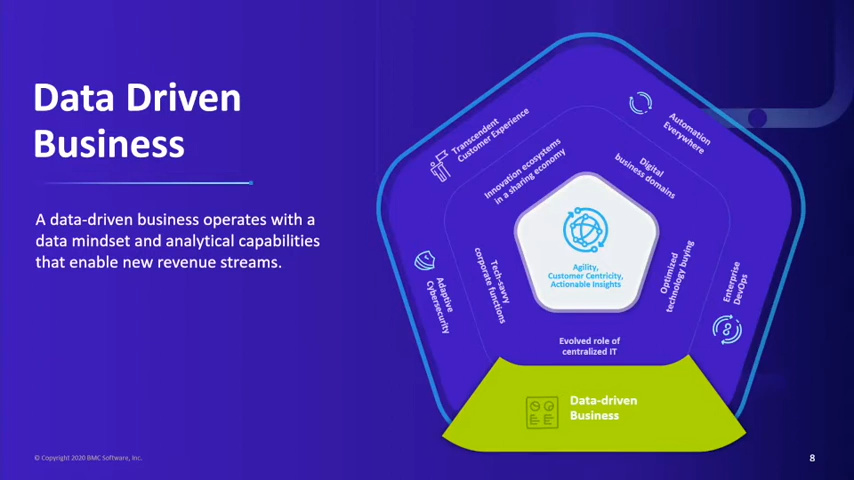 Data Driven
Business
A data-driven business operates with a
data mindset and analytical capabilities
that enable new revenue streams.
Transcendent
Customer Experience
Automation
Everywhere
Innovation ecosystems
in a sharing economy
Digital
business domains
Agility,
Customer Centricity,
Actionable Insights
Adaptive
Cybersecurity
Tech-savvy
corporate functions
Optimized
technology buying
Enterprise
DevOps
Evolved role of
centralized IT
Data-driven
Business
© Copyright 2020 BMC Software, Inc.
8